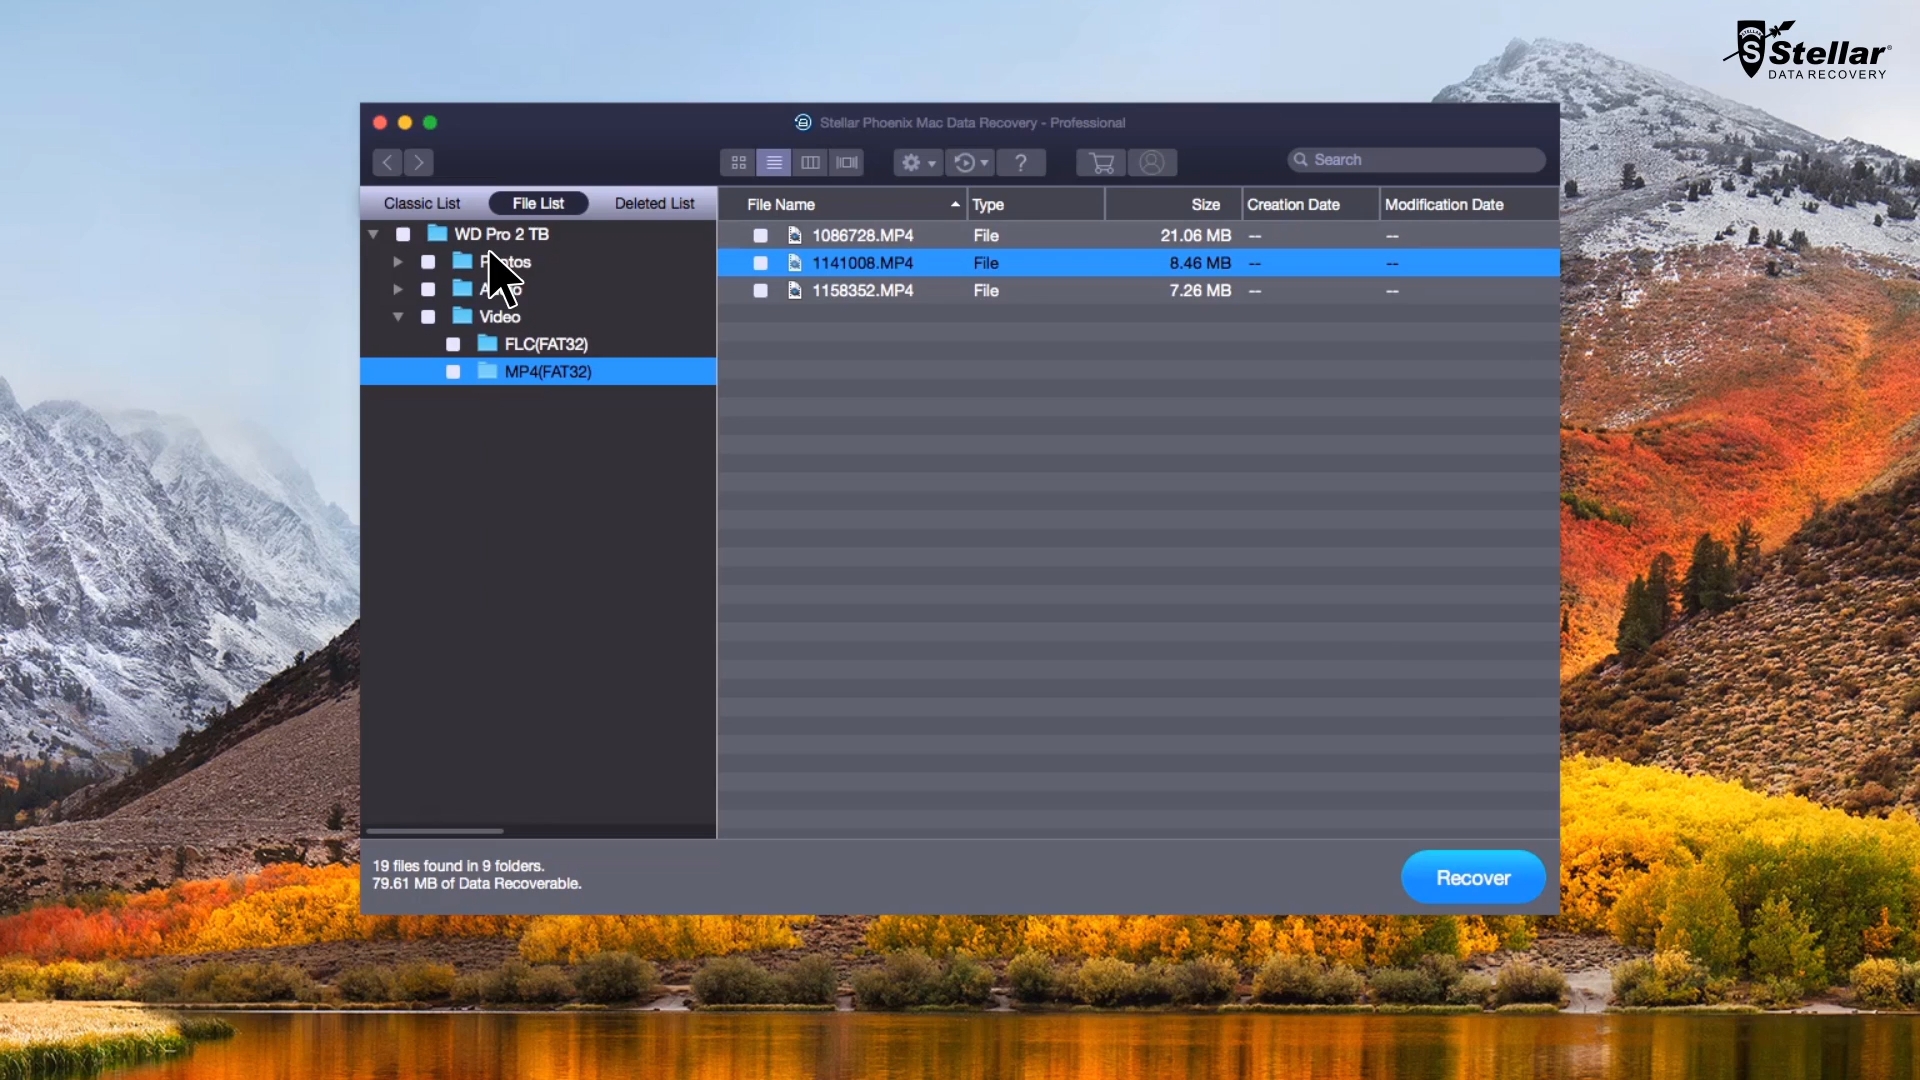 Stellar
DATA RECOVERY
Stellar Phoenix Mac Data Recovery - Professional
?
Search
Classic List File List Deleted List
File Name Type Size Creation Date Modification Date
WD Pro 2 TB
Video
FLC(FAT32)
MP4(FAT32)
1086728.MP4 File 21.06 MB -- --
1141008.MP4 File 8.46 MB -- --
1158352.MP4 File 7.26 MB -- --
19 files found in 9 folders.
79.61 MB of Data Recoverable.
Recover